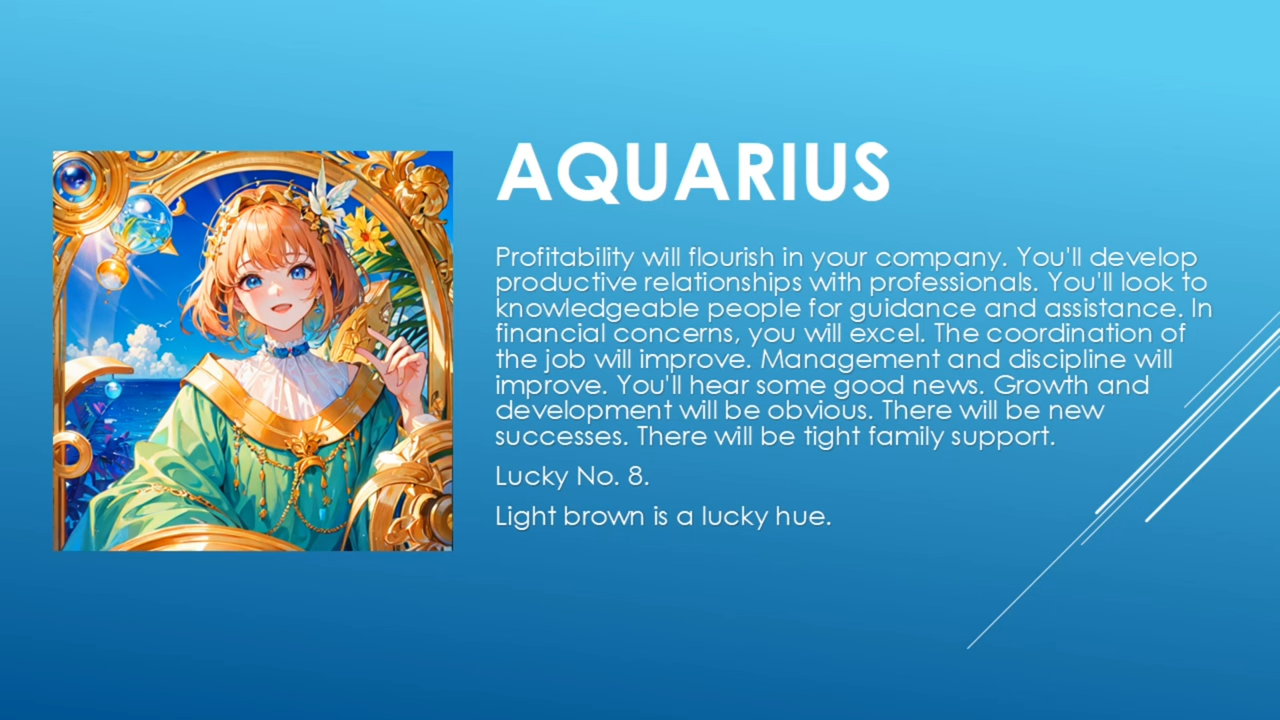 AQUARIUS
Profitability will flourish in your company. You'll develop
productive relationships with professionals. You'll look to
knowledgeable people for guidance and assistance. In
financial concerns, you will excel. The coordination of
the job will improve. Management and discipline will
improve. You'll hear some good news. Growth and
development will be obvious. There will be new
successes. There will be tight family support.
Lucky No. 8.
Light brown is a lucky hue.